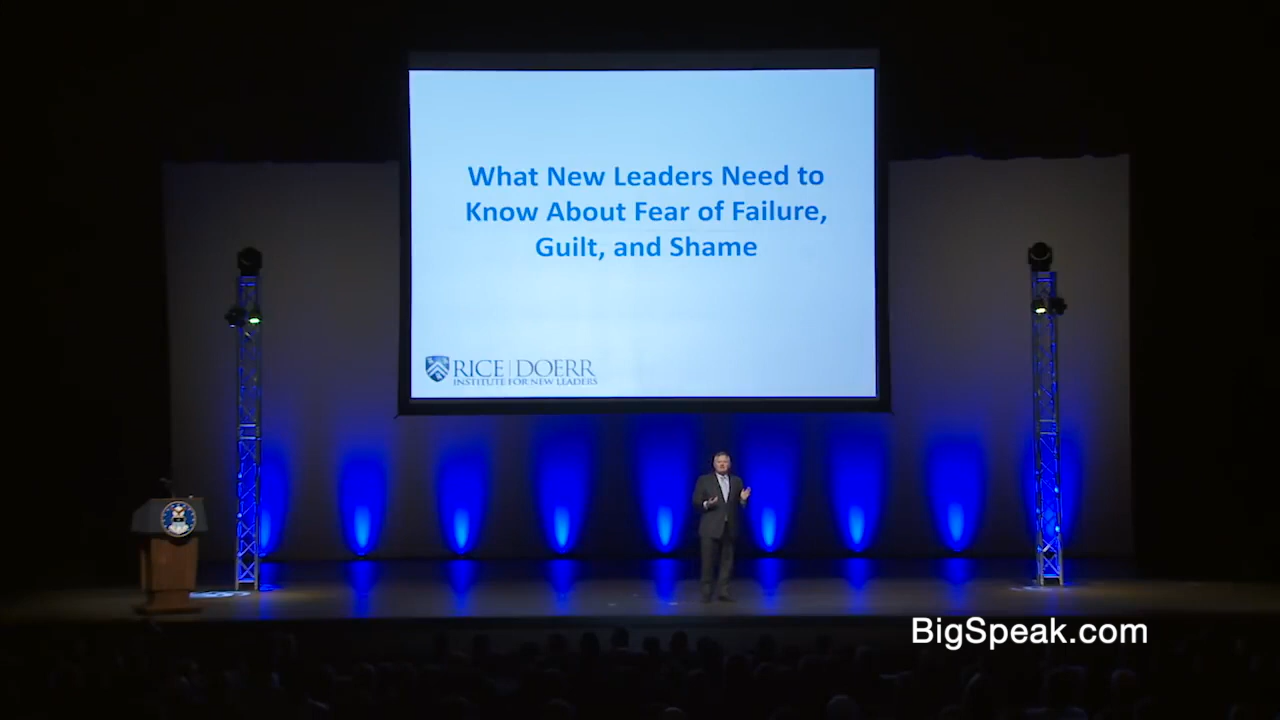 What New Leaders Need to
Know About Fear of Failure,
Guilt, and Shame
RICE | DOERR
INSTITUTE FOR NEW LEADERS
BigSpeak.com